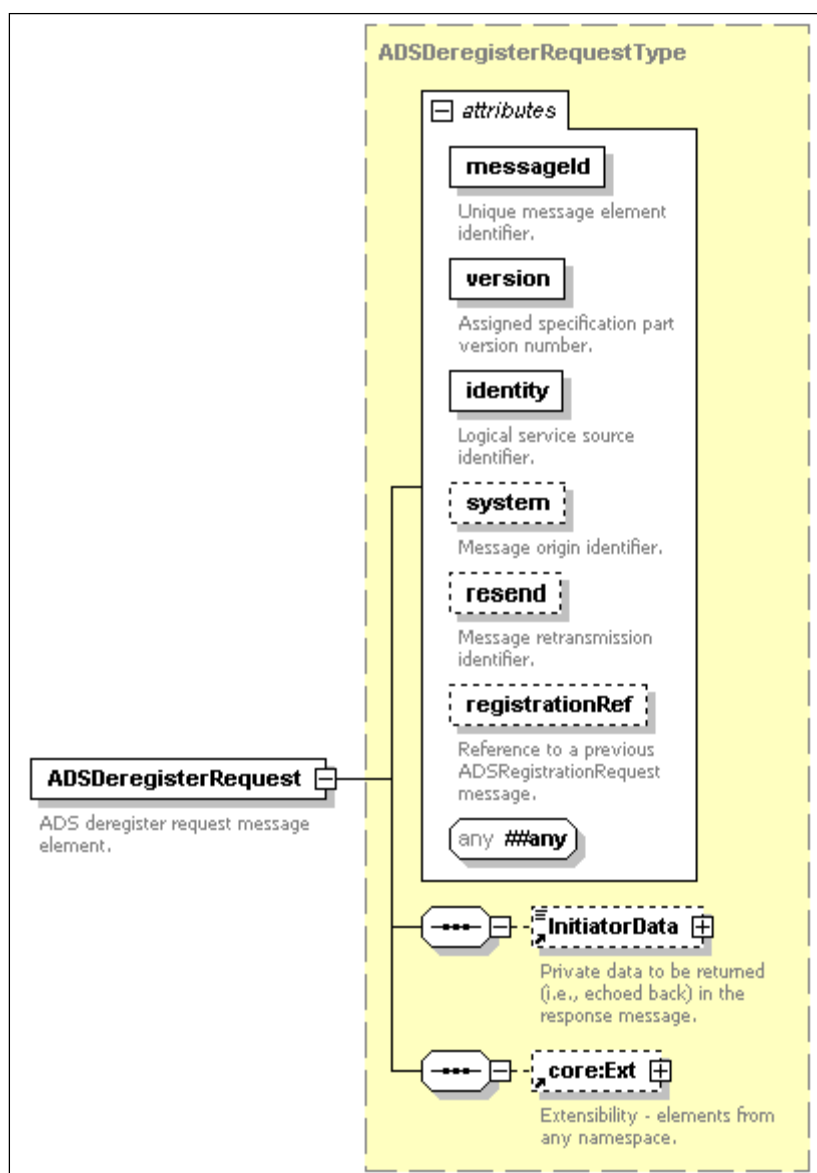 ADSDeregisterRequestType
attributes
messageId
Unique message element
identifier.
version
Assigned specification part
version number.
identity
Logical service source
identifier.
system
Message origin identifier.
resend
Message retransmission
identifier.
registrationRef
Reference to a previous
ADSRegistrationRequest
message.
any ##any
ADSDeregisterRequest
ADS deregister request message
element.
InitiatorData
Private data to be returned
(i.e., echoed back) in the
response message.
core:Ext
Extensibility - elements from
any namespace.